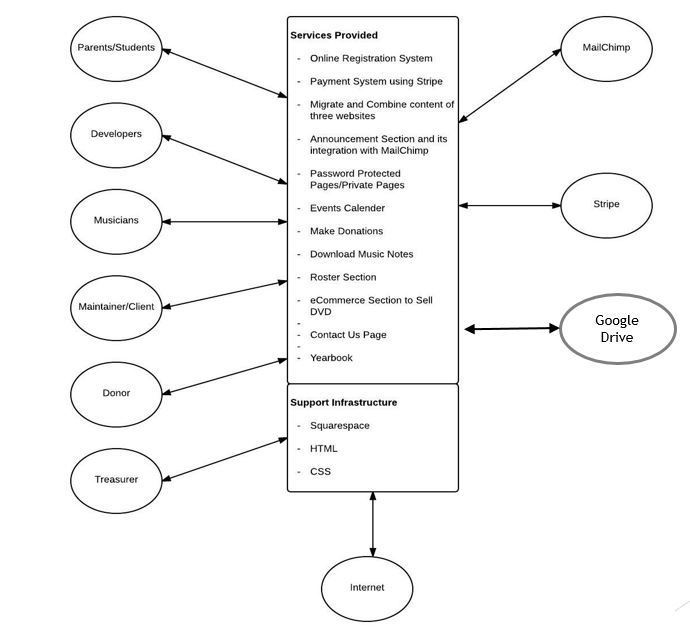 Parents/Students
Developers
Musicians
Maintainer/Client
Donor
Treasurer
Services Provided
- Online Registration System
- Payment System using Stripe
- Migrate and Combine content of
three websites
- Announcement Section and its
integration with MailChimp
- Password Protected
Pages/Private Pages
- Events Calender
- Make Donations
- Download Music Notes
- Roster Section
- eCommerce Section to Sell
DVD
-
- Contact Us Page
-
- Yearbook
Support Infrastructure
- Squarespace
- HTML
- CSS
MailChimp
Stripe
Google
Drive
Internet